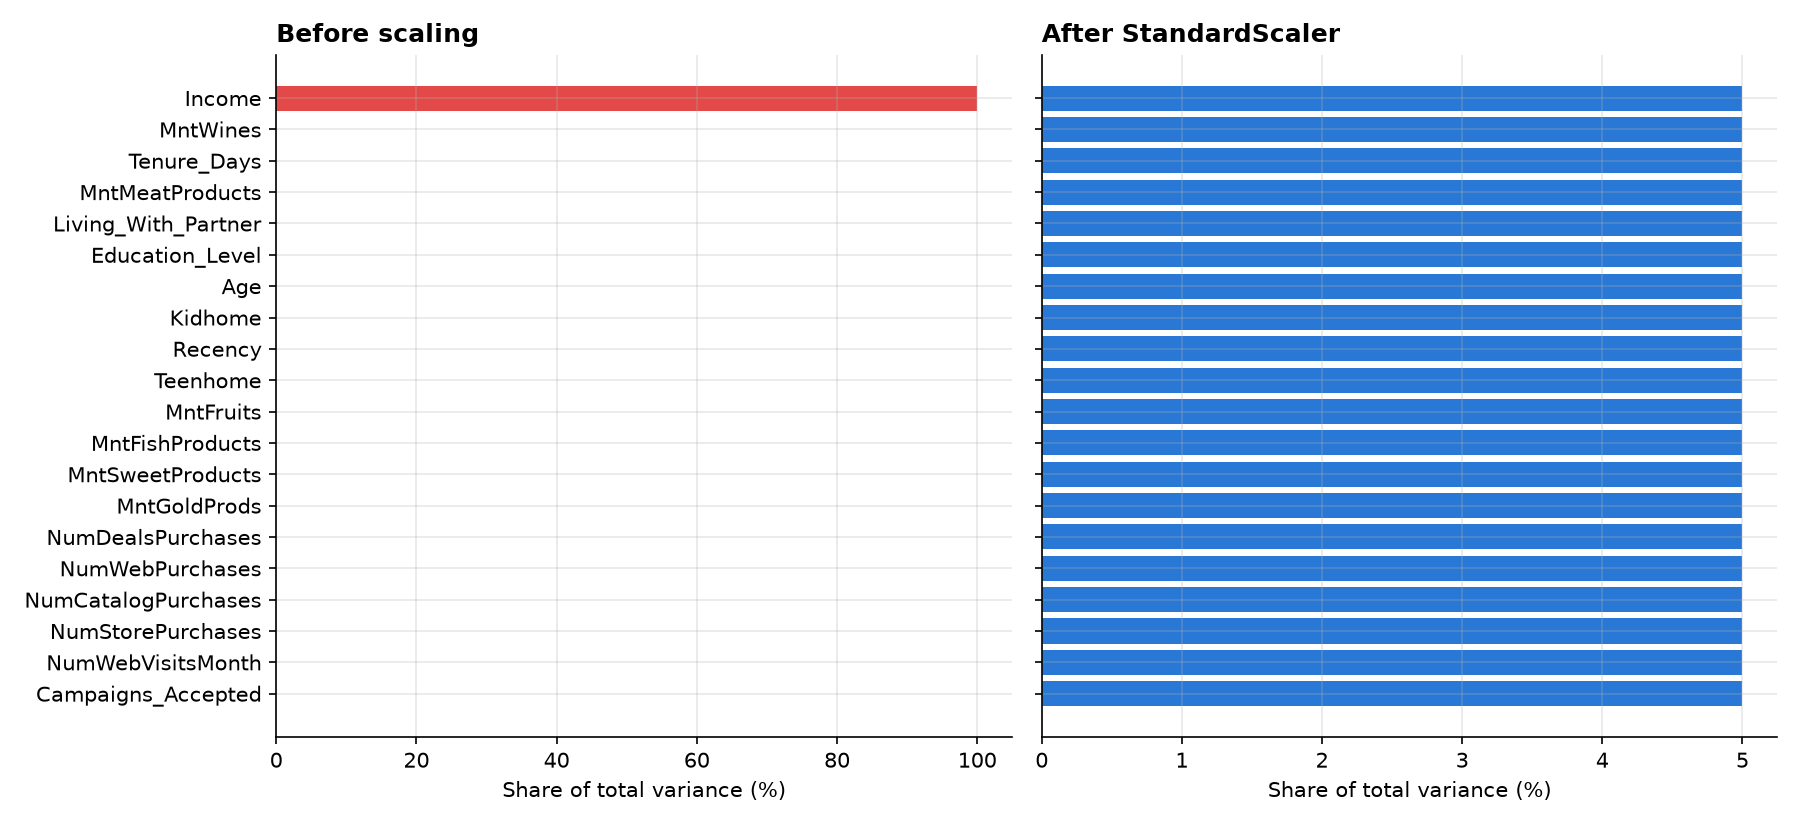 Before scaling
After StandardScaler
Income
MntWines
Tenure_Days
MntMeatProducts
Living_With_Partner
Education_Level
Age
Kidhome
Recency
Teenhome
MntFruits
MntFishProducts
MntSweetProducts
MntGoldProds
NumDealsPurchases
NumWebPurchases
NumCatalogPurchases
NumStorePurchases
NumWebVisitsMonth
Campaigns_Accepted
0 20 40 60 80 100
Share of total variance (%)
0 1 2 3 4 5
Share of total variance (%)